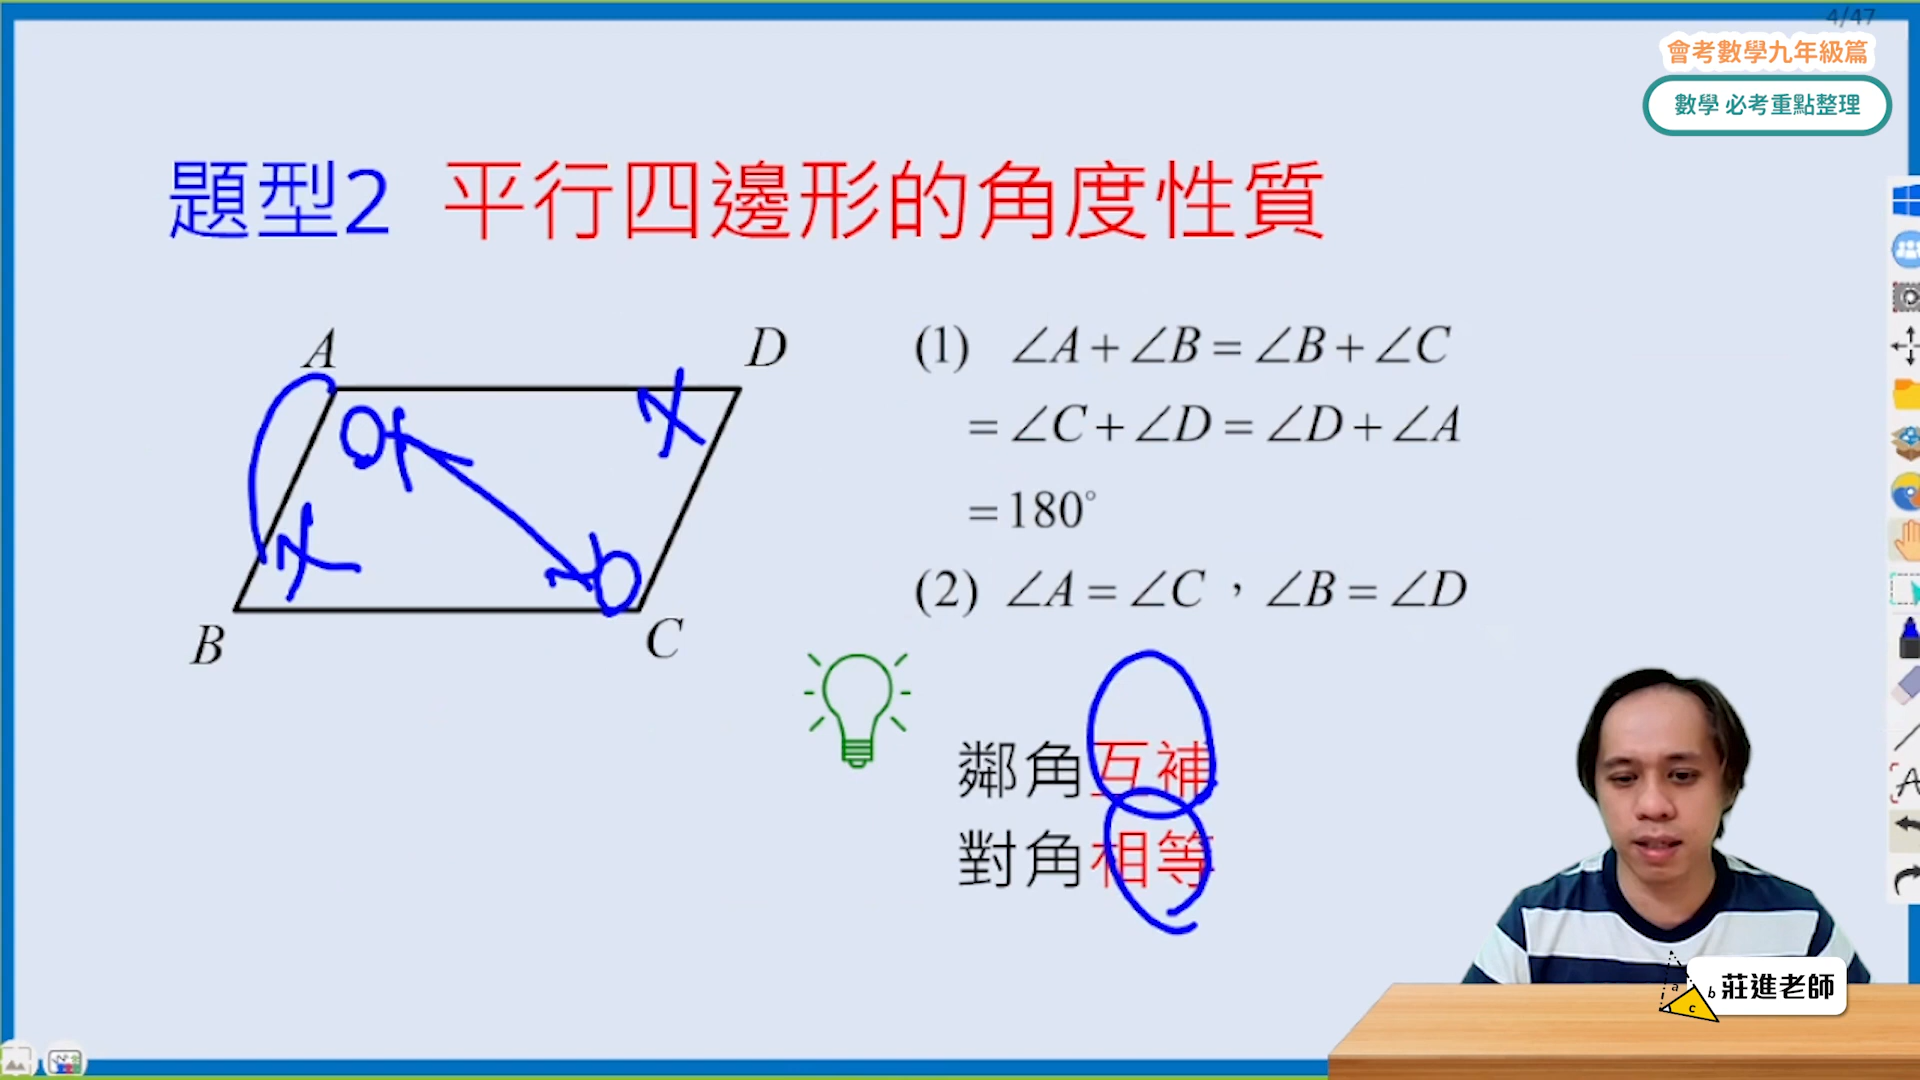 4/47
會考數學九年級篇
數學 必考重點整理
題型2 平行四邊形的角度性質
A
D
B
C
(1) ∠A+∠B=∠B+∠C
=∠C+∠D=∠D+∠A
=180°
(2) ∠A=∠C，∠B=∠D
鄰角互補
對角相等
a
b
c
莊進老師